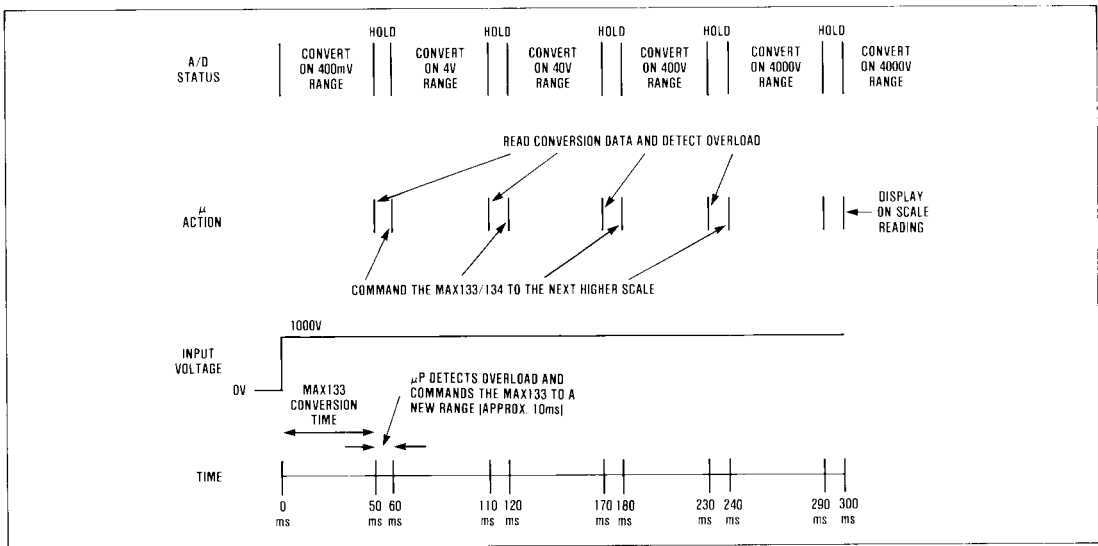 HOLD HOLD HOLD HOLD HOLD
A/D STATUS
CONVERT ON 400mV RANGE
CONVERT ON 4V RANGE
CONVERT ON 40V RANGE
CONVERT ON 400V RANGE
CONVERT ON 4000V RANGE
CONVERT ON 4000V RANGE
READ CONVERSION DATA AND DETECT OVERLOAD
μ ACTION
DISPLAY ON SCALE READING
COMMAND THE MAX133/134 TO THE NEXT HIGHER SCALE
1000V
INPUT VOLTAGE
0V
MAX133 CONVERSION TIME
μP DETECTS OVERLOAD AND
COMMANDS THE MAX133 TO A
NEW RANGE |APPROX. 10ms|
TIME
0 ms
50 ms
60 ms
110 ms
120 ms
170 ms
180 ms
230 ms
240 ms
290 ms
300 ms